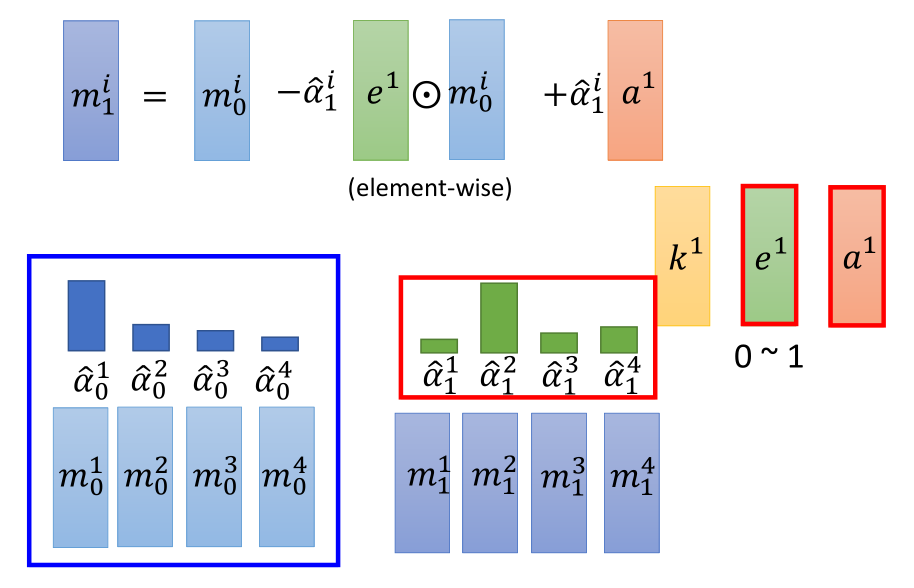 $m_1^i$ = $m_0^i$ $-\hat{\alpha}_1^i$ $e^1$ ⊙ $m_0^i$ $+\hat{\alpha}_1^i$ $a^1$
(element-wise)
$k^1$ $e^1$ $a^1$
0 ~ 1
$\hat{\alpha}_0^1$ $\hat{\alpha}_0^2$ $\hat{\alpha}_0^3$ $\hat{\alpha}_0^4$
$m_0^1$ $m_0^2$ $m_0^3$ $m_0^4$
$\hat{\alpha}_1^1$ $\hat{\alpha}_1^2$ $\hat{\alpha}_1^3$ $\hat{\alpha}_1^4$
$m_1^1$ $m_1^2$ $m_1^3$ $m_1^4$